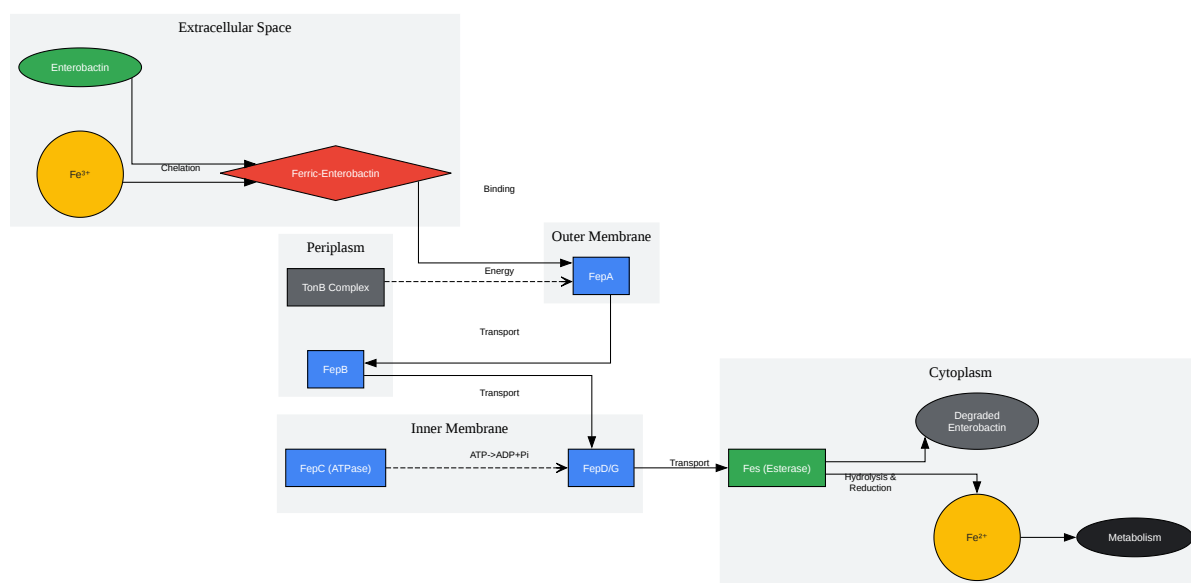 Extracellular Space
Enterobactin
Fe³⁺
Chelation
Ferric-Enterobactin
Binding
Outer Membrane
Periplasm
TonB Complex
Energy
FepA
Transport
FepB
Transport
Inner Membrane
FepC (ATPase)
ATP->ADP+Pi
FepD/G
Transport
Cytoplasm
Degraded
Enterobactin
Fes (Esterase)
Hydrolysis &
Reduction
Fe²⁺
Metabolism